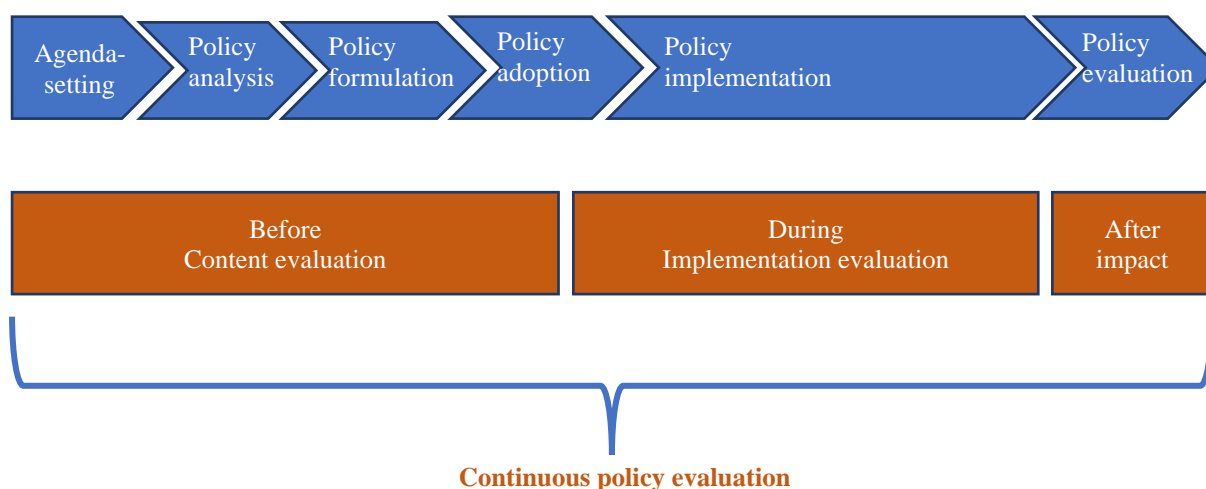 Agenda-
setting
Policy
analysis
Policy
formulation
Policy
adoption
Policy
implementation
Policy
evaluation
Before
Content evaluation
During
Implementation evaluation
After
impact
Continuous policy evaluation